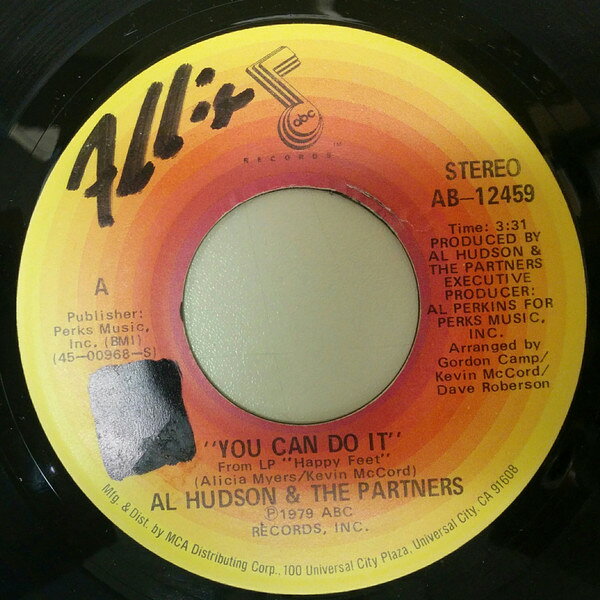 abc
RECORDS
TM
STEREO
AB-12459
Time: 3:31
PRODUCED BY
AL HUDSON &
THE PARTNERS
EXECUTIVE
PRODUCER:
AL PERKINS FOR
PERKS MUSIC,
INC.
Arranged by
Gordon Camp/
Kevin McCord/
Dave Roberson
A
Publisher:
Perks Music,
Inc. (BMI)
(45-00968-S)
"YOU CAN DO IT"
From LP "Happy Feet"
(Alicia Myers/Kevin McCord)
AL HUDSON & THE PARTNERS
Ⓟ1979 ABC
RECORDS, INC.
Mfg. & Dist. by MCA Distributing Corp., 100 Universal City Plaza, Universal City, CA 91608